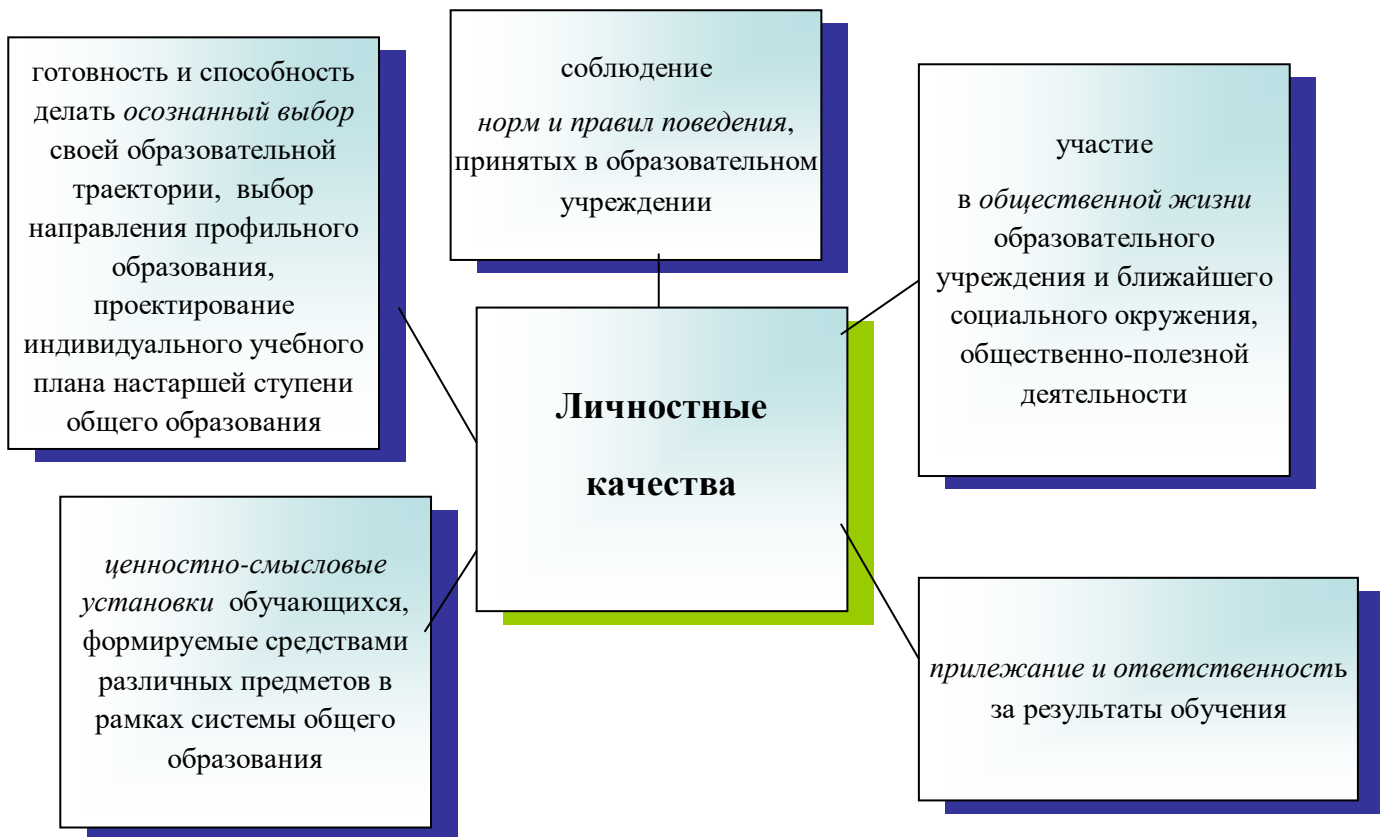 готовность и способность
делать осознанный выбор
своей образовательной
траектории, выбор
направления профильного
образования,
проектирование
индивидуального учебного
плана настаршей ступени
общего образования
соблюдение
норм и правил поведения,
принятых в образовательном
учреждении
участие
в общественной жизни
образовательного
учреждения и ближайшего
социального окружения,
общественно-полезной
деятельности
Личностные
качества
ценностно-смысловые
установки обучающихся,
формируемые средствами
различных предметов в
рамках системы общего
образования
прилежание и ответственность
за результаты обучения